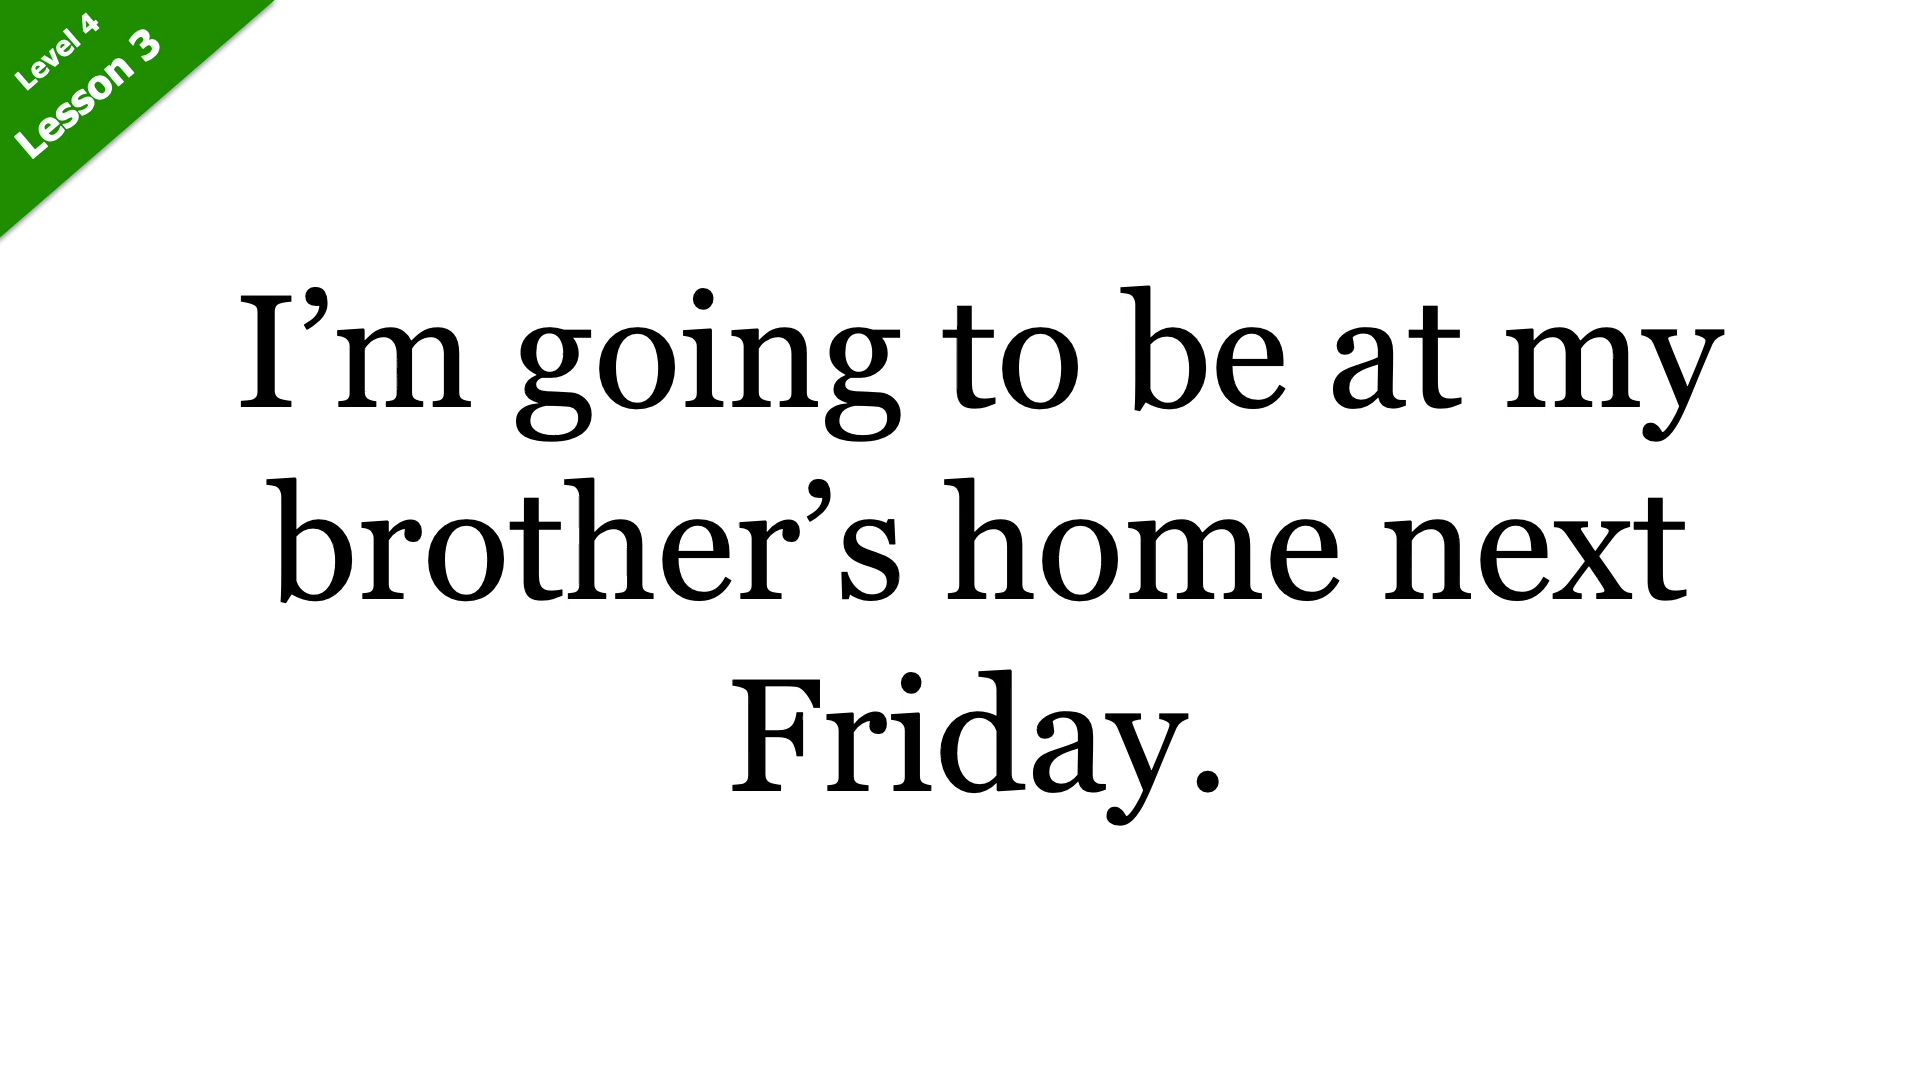 Level 4
Lesson 3
I’m going to be at my
brother’s home next
Friday.